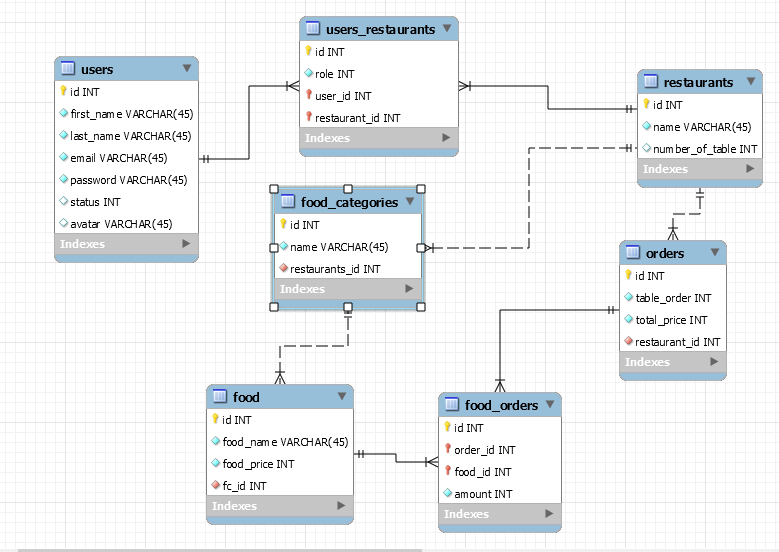 users
id INT
first_name VARCHAR(45)
last_name VARCHAR(45)
email VARCHAR(45)
password VARCHAR(45)
status INT
avatar VARCHAR(45)
Indexes
users_restaurants
id INT
role INT
user_id INT
restaurant_id INT
Indexes
restaurants
id INT
name VARCHAR(45)
number_of_table INT
Indexes
food_categories
id INT
name VARCHAR(45)
restaurants_id INT
Indexes
orders
id INT
table_order INT
total_price INT
restaurant_id INT
Indexes
food
id INT
food_name VARCHAR(45)
food_price INT
fc_id INT
Indexes
food_orders
id INT
order_id INT
food_id INT
amount INT
Indexes